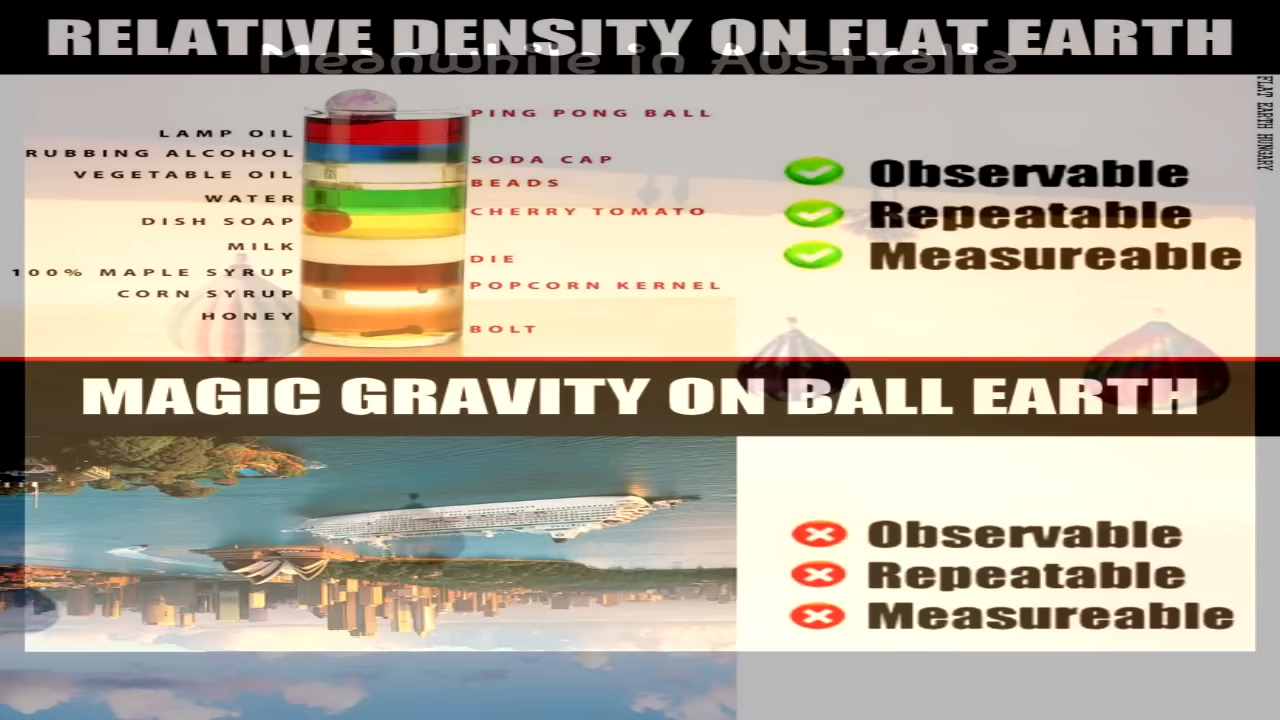 RELATIVE DENSITY ON FLAT EARTH
Meanwhile in Australia
FLAT EARTH HUNGARY
PING PONG BALL
LAMP OIL
RUBBING ALCOHOL
SODA CAP
VEGETABLE OIL
BEADS
WATER
CHERRY TOMATO
DISH SOAP
MILK
DIE
100% MAPLE SYRUP
POPCORN KERNEL
CORN SYRUP
HONEY
BOLT
Observable
Repeatable
Measureable
MAGIC GRAVITY ON BALL EARTH
Observable
Repeatable
Measureable